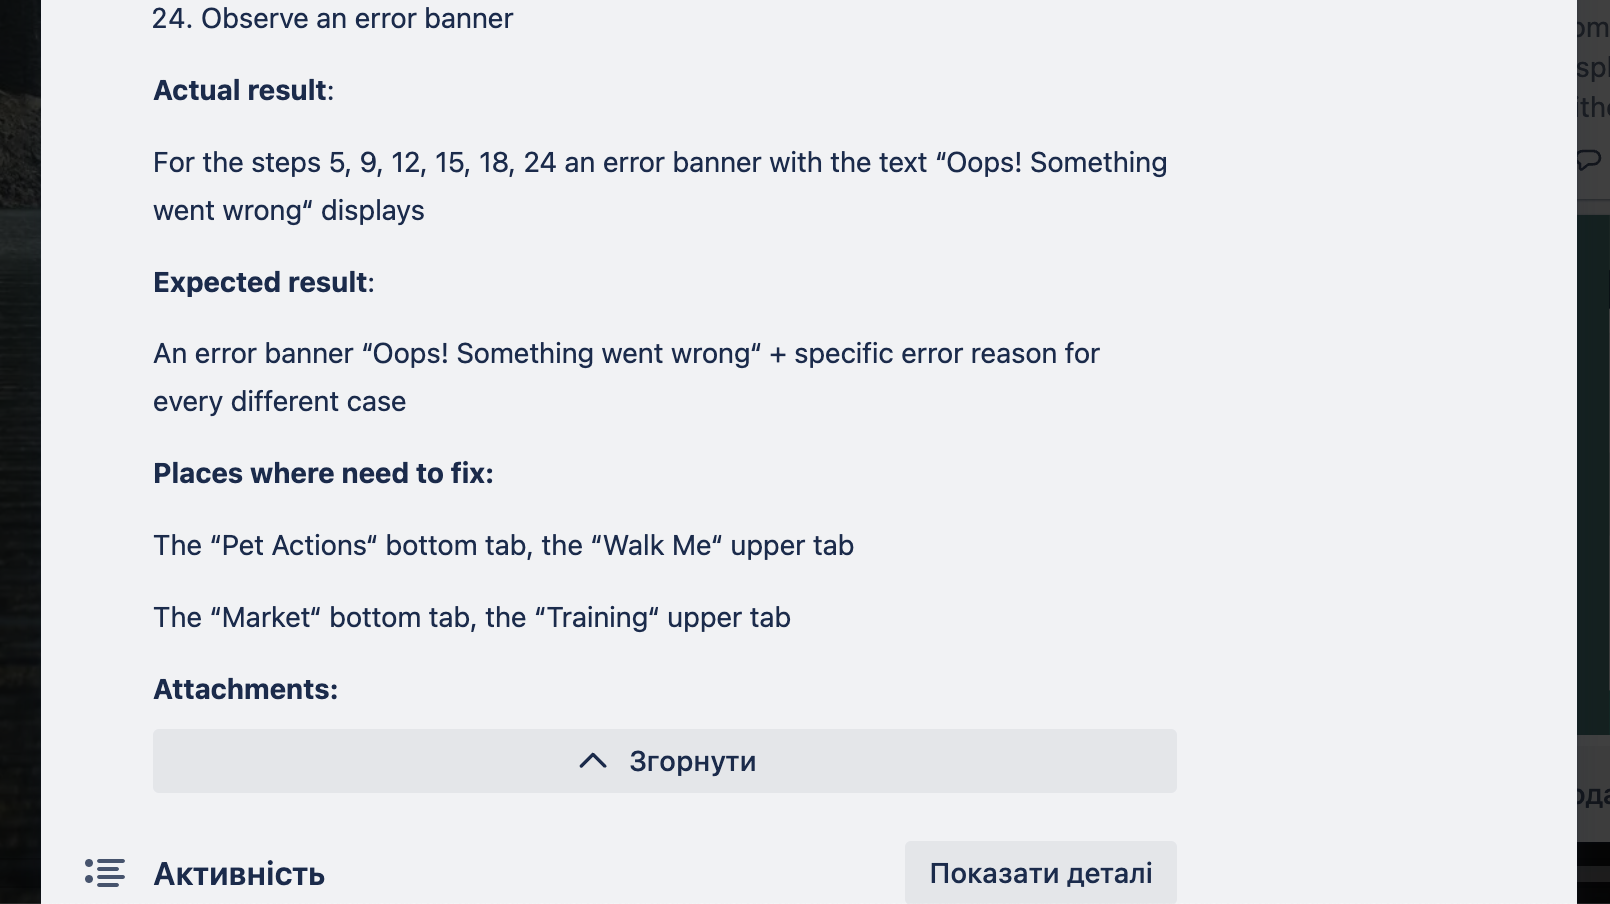 24. Observe an error banner
Actual result:
For the steps 5, 9, 12, 15, 18, 24 an error banner with the text “Oops! Something
went wrong“ displays
Expected result:
An error banner “Oops! Something went wrong“ + specific error reason for
every different case
Places where need to fix:
The “Pet Actions“ bottom tab, the “Walk Me“ upper tab
The “Market“ bottom tab, the “Training“ upper tab
Attachments:
Згорнути
Активність
Показати деталі